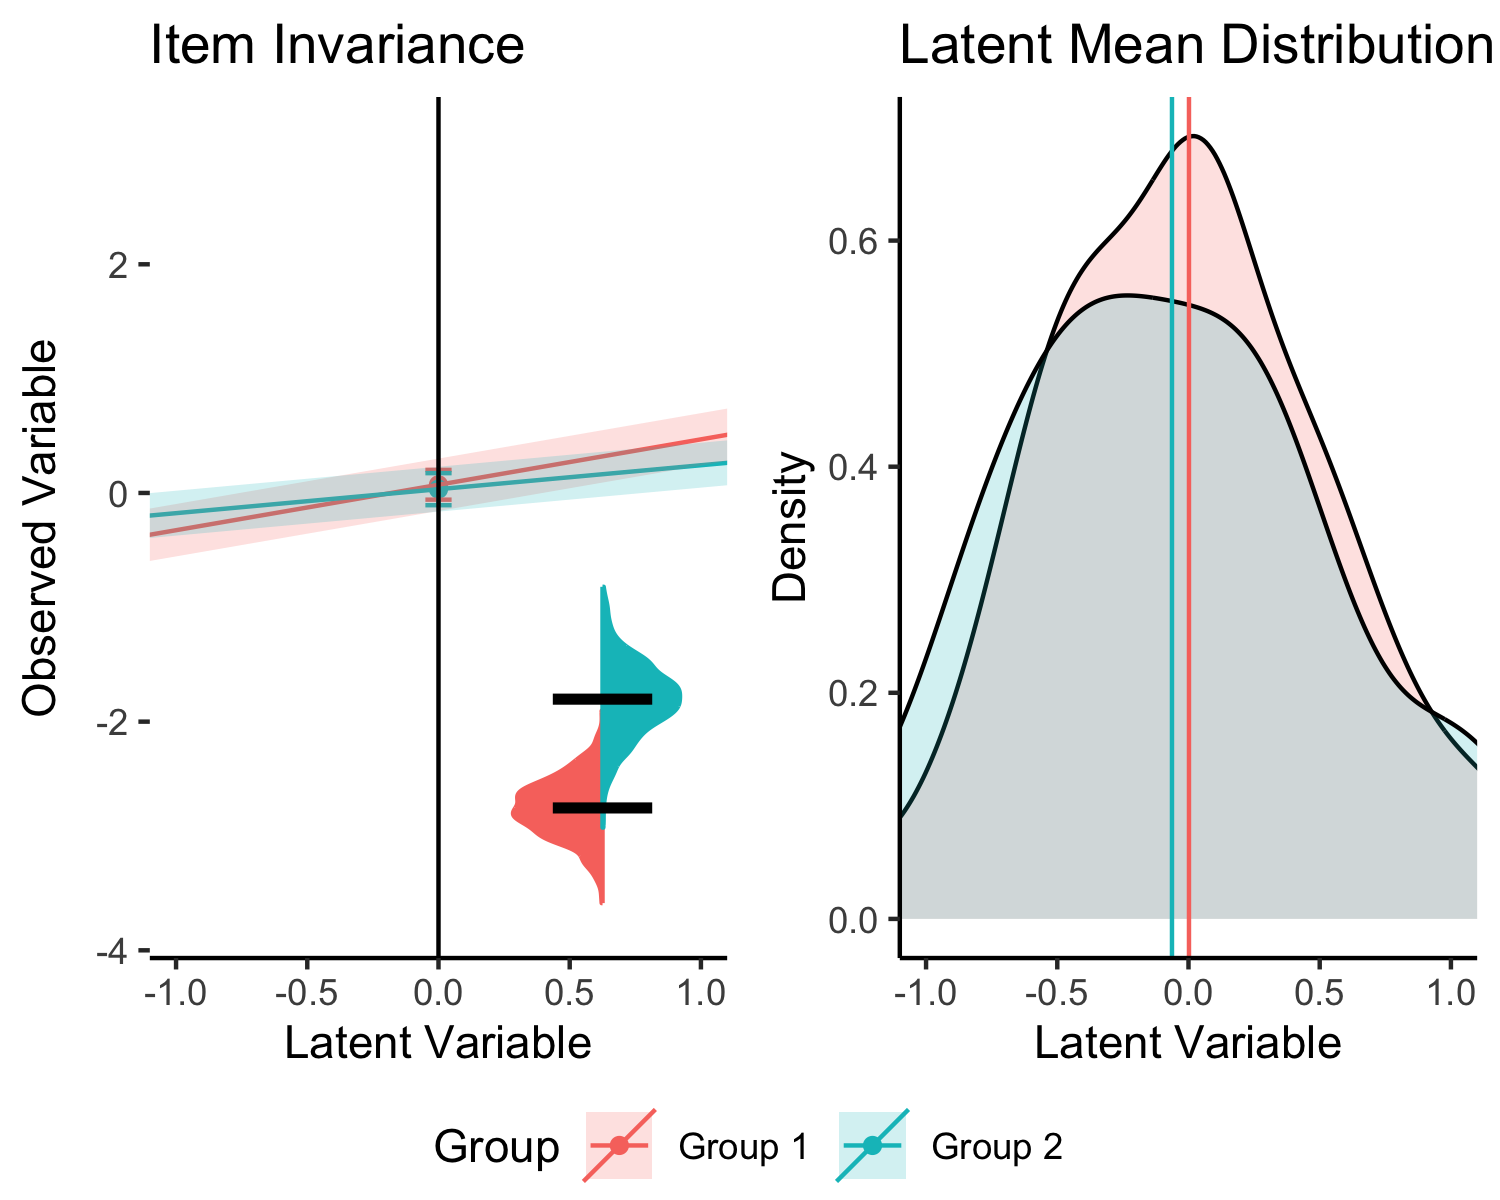 Item Invariance
Observed Variable
2
0
-2
-4
-1.0 -0.5 0.0 0.5 1.0
Latent Variable
Latent Mean Distribution
Density
0.6
0.4
0.2
0.0
-1.0 -0.5 0.0 0.5 1.0
Latent Variable
Group Group 1 Group 2